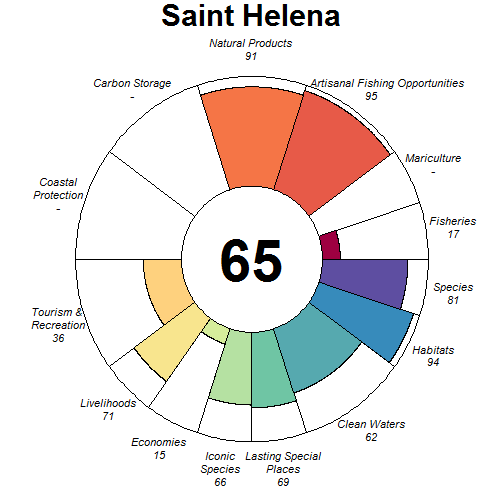 Saint Helena
Natural Products
91
Carbon Storage
-
Artisanal Fishing Opportunities
95
Mariculture
-
Coastal
Protection
-
Fisheries
17
65
Species
81
Tourism &
Recreation
36
Habitats
94
Livelihoods
71
Clean Waters
62
Economies
15
Iconic
Species
66
Lasting Special
Places
69